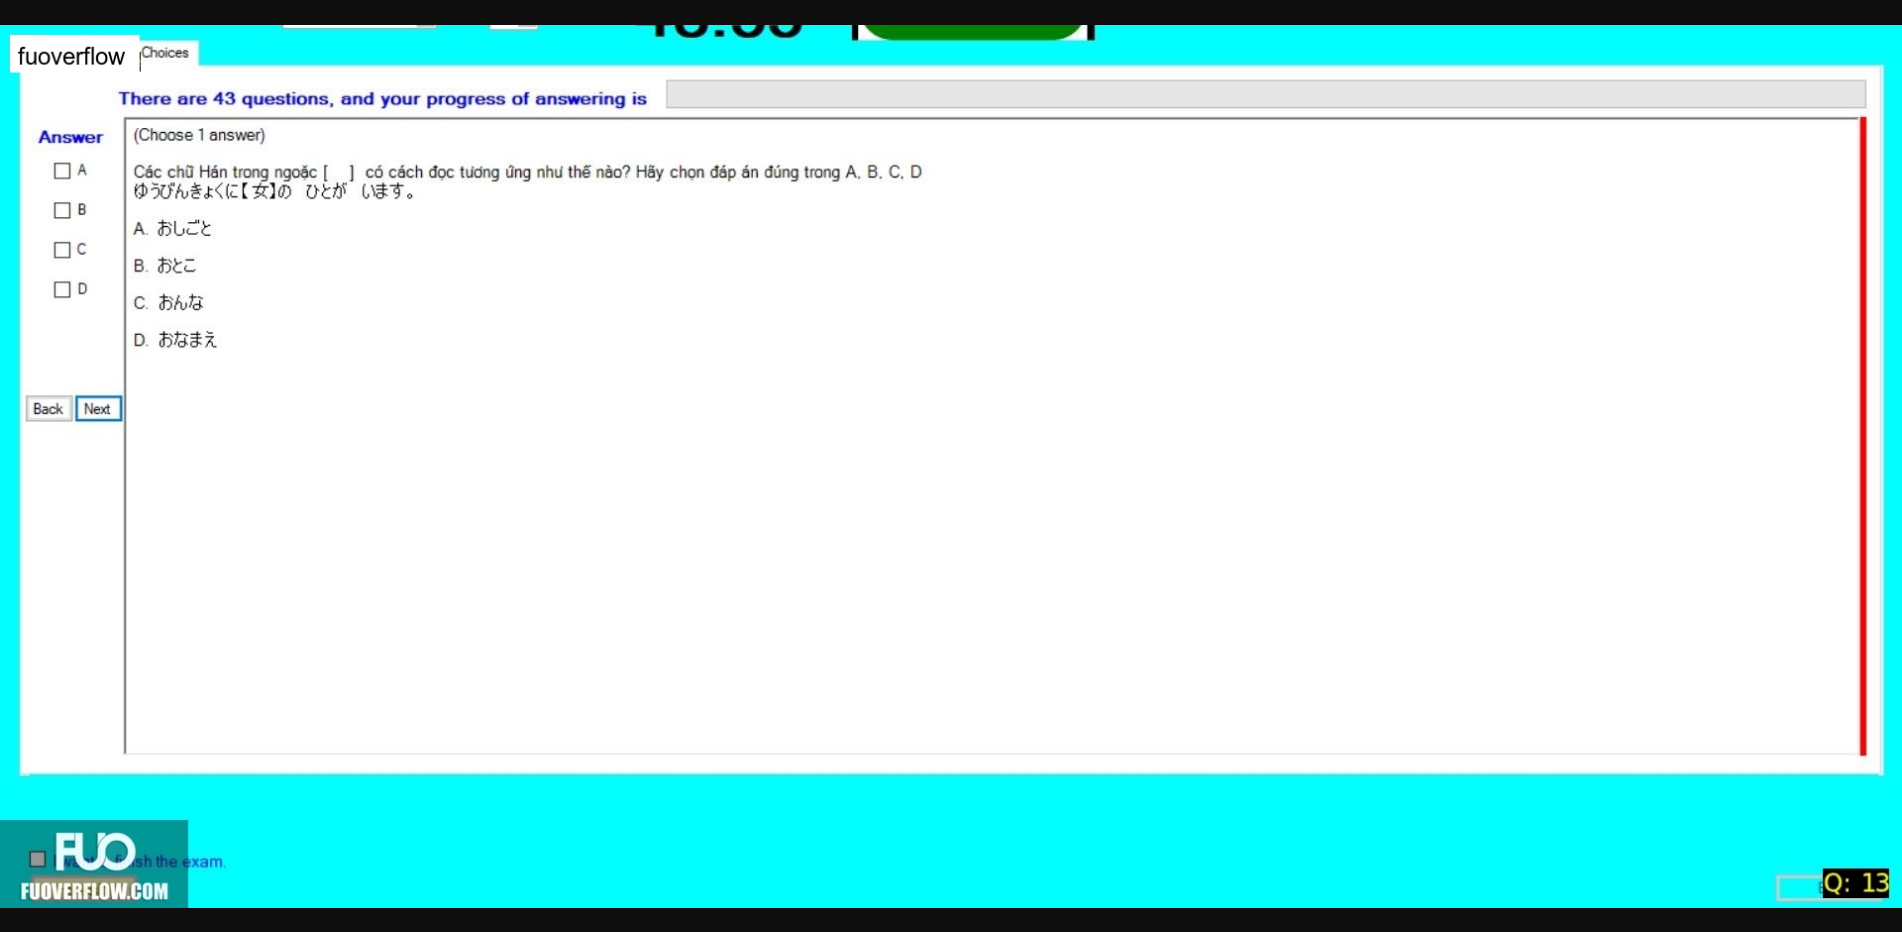 fuoverflow
Choices
There are 43 questions, and your progress of answering is
Answer
(Choose 1 answer)
Các chữ Hán trong ngoặc [ ] có cách đọc tương ứng như thế nào? Hãy chọn đáp án đúng trong A, B, C, D
ゆうびんきょくに【女】の ひとが います。
A
B
C
D
A. おしごと
B. おとこ
C. おんな
D. おなまえ
Back
Next
FUO
sh the exam.
FUOVERFLOW.COM
Q: 13